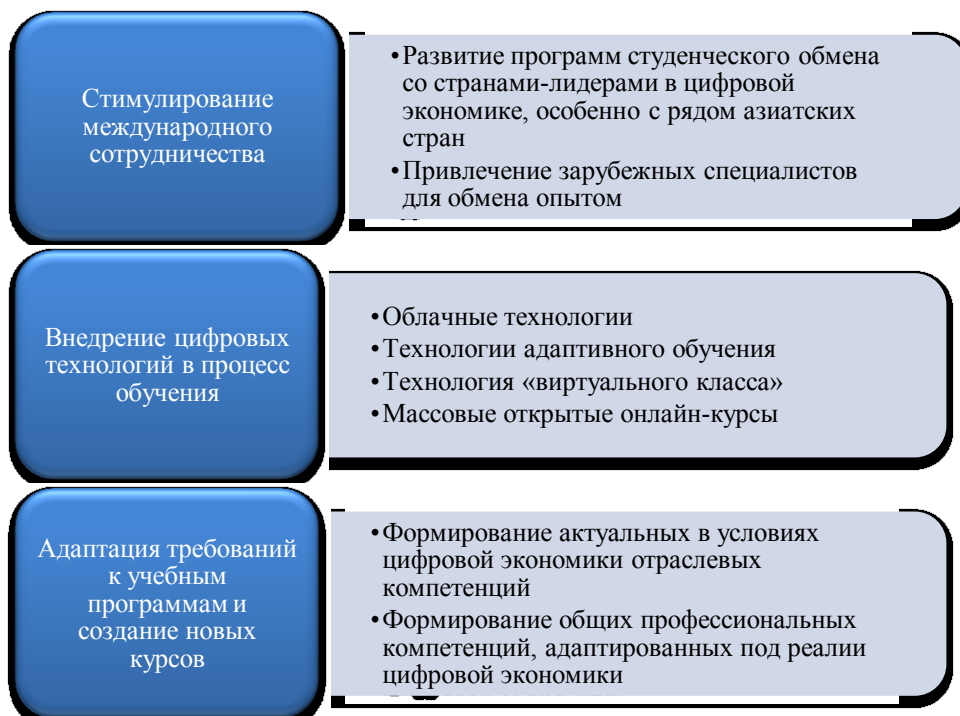 Стимулирование
международного
сотрудничества
•Развитие программ студенческого обмена
со странами-лидерами в цифровой
экономике, особенно с рядом азиатских
стран
•Привлечение зарубежных специалистов
для обмена опытом
Внедрение цифровых
технологий в процесс
обучения
•Облачные технологии
•Технологии адаптивного обучения
•Технология «виртуального класса»
•Массовые открытые онлайн-курсы
Адаптация требований
к учебным
программам и
создание новых
курсов
•Формирование актуальных в условиях
цифровой экономики отраслевых
компетенций
•Формирование общих профессиональных
компетенций, адаптированных под реалии
цифровой экономики